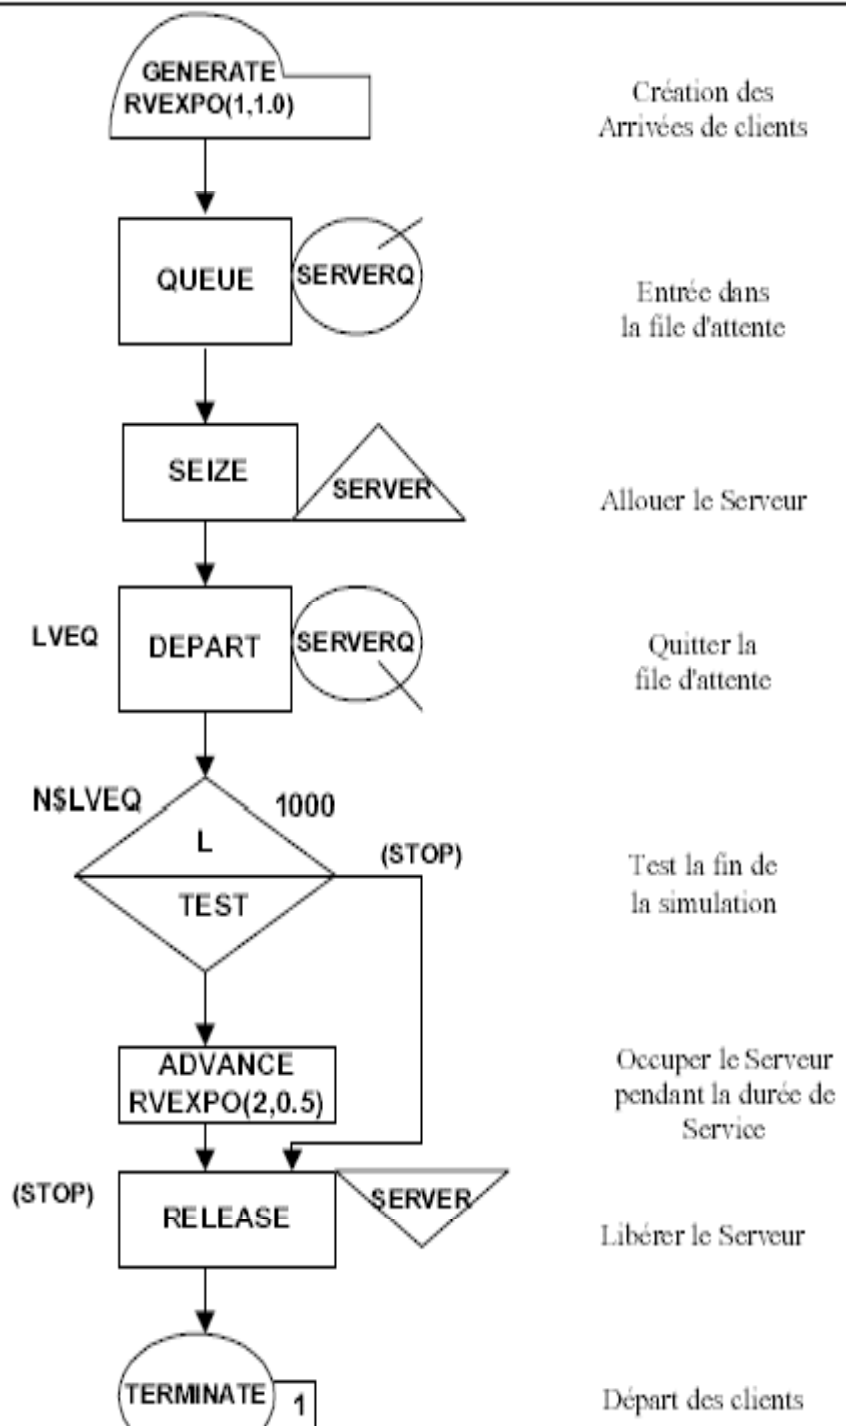 GENERATE
RVEXPO(1,1.0)
Création des
Arrivées de clients
QUEUE
SERVERQ
Entrée dans
la file d'attente
SEIZE
SERVER
Allouer le Serveur
LVEQ
DEPART
SERVERQ
Quitter la
file d'attente
N$LVEQ
1000
L
(STOP)
TEST
Test la fin de
la simulation
ADVANCE
RVEXPO(2,0.5)
Occuper le Serveur
pendant la durée de
Service
(STOP)
RELEASE
SERVER
Libérer le Serveur
TERMINATE
1
Départ des clients